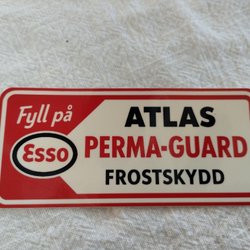 Fyll på
Esso
ATLAS
PERMA-GUARD
FROSTSKYDD